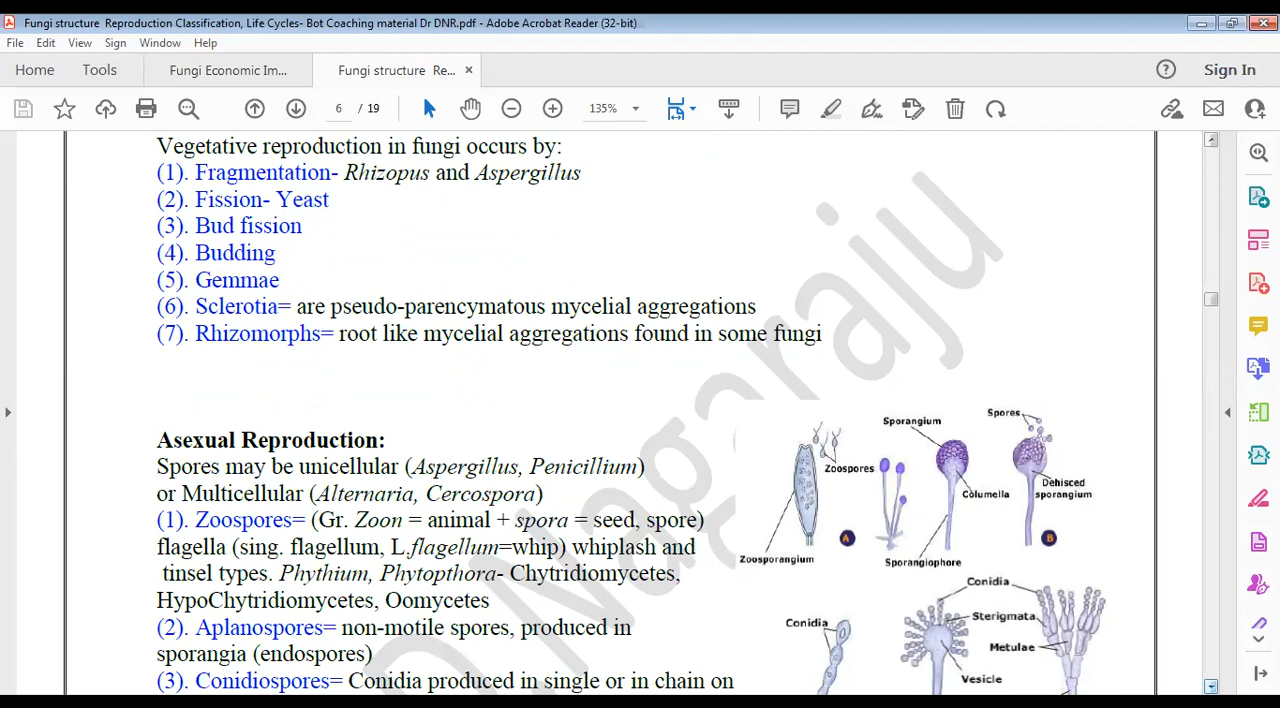 Fungi structure Reproduction Classification, Life Cycles- Bot Coaching material Dr DNR.pdf - Adobe Acrobat Reader (32-bit)
File Edit View Sign Window Help
Home Tools Fungi Economic Im... Fungi structure Re... × Sign In
6 / 19 135%
Vegetative reproduction in fungi occurs by:
(1). Fragmentation- Rhizopus and Aspergillus
(2). Fission- Yeast
(3). Bud fission
(4). Budding
(5). Gemmae
(6). Sclerotia= are pseudo-parencymatous mycelial aggregations
(7). Rhizomorphs= root like mycelial aggregations found in some fungi
Asexual Reproduction:
Spores may be unicellular (Aspergillus, Penicillium)
or Multicellular (Alternaria, Cercospora)
(1). Zoospores= (Gr. Zoon = animal + spora = seed, spore)
flagella (sing. flagellum, L.flagellum=whip) whiplash and
tinsel types. Phythium, Phytopthora- Chytridiomycetes,
HypoChytridiomycetes, Oomycetes
(2). Aplanospores= non-motile spores, produced in
sporangia (endospores)
(3). Conidiospores= Conidia produced in single or in chain on
Spores
Sporangium
Zoospores
Columella
Dehisced
sporangium
A
B
Zoosporangium
Sporangiophore
Conidia
Sterigmata
Conidia
Metulae
Vesicle
D Nagaraju